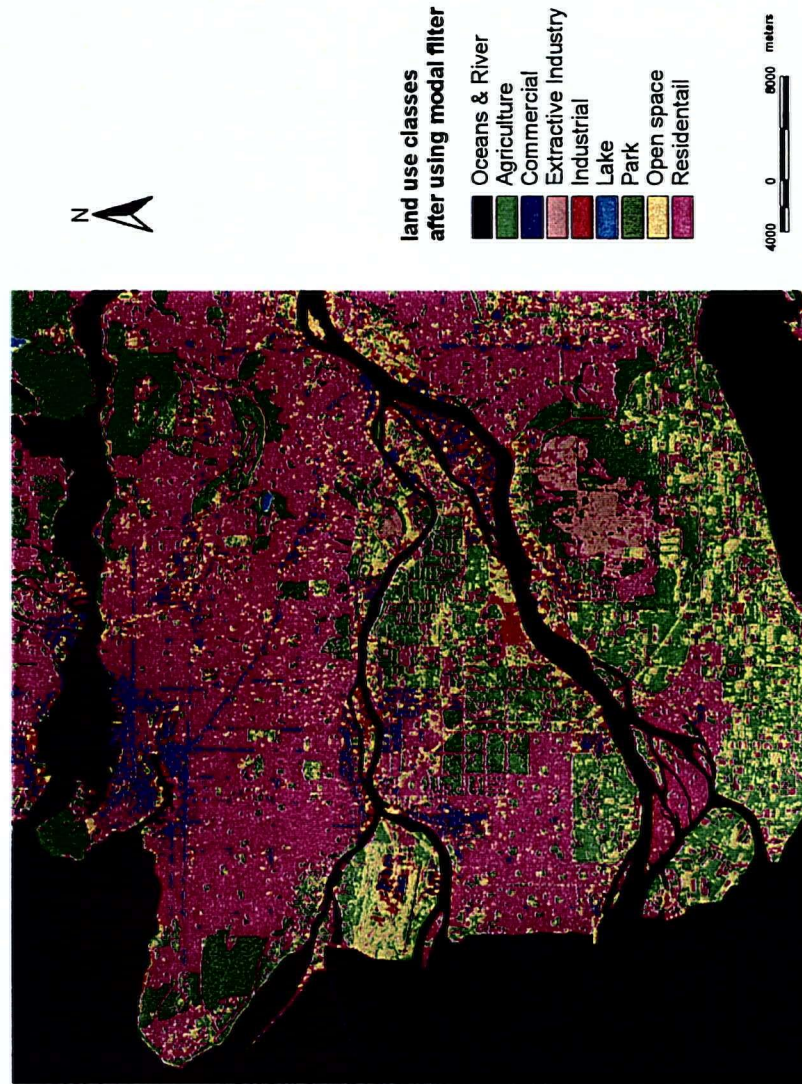 N
land use classes
after using modal filter
Oceans & River
Agriculture
Commercial
Extractive Industry
Industrial
Lake
Park
Open space
Residentail
4000 0 8000 meters